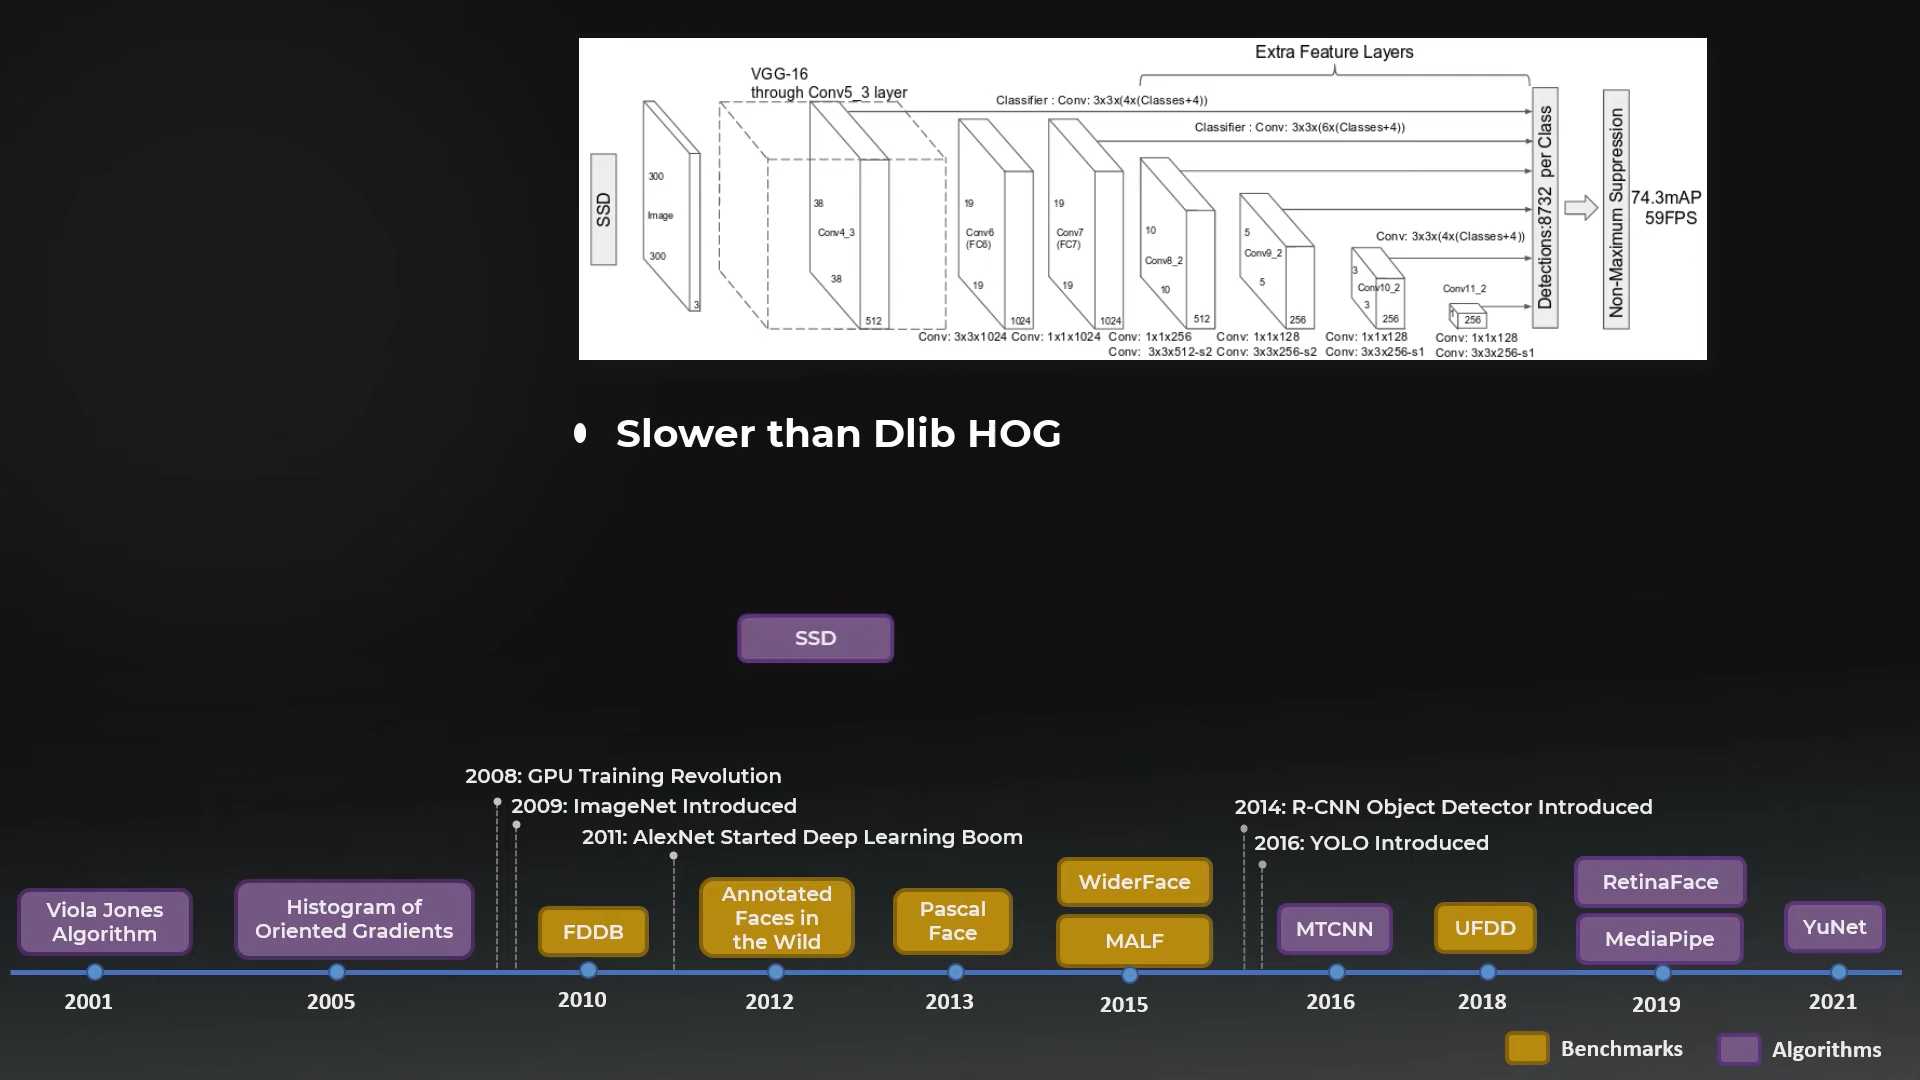 Extra Feature Layers
VGG-16
through Conv5_3 layer
Classifier : Conv: 3x3x(4x(Classes+4))
Classifier : Conv: 3x3x(6x(Classes+4))
SSD
300
Image
300
3
38
Conv4_3
38
512
19
Conv6
(FC6)
19
1024
19
Conv7
(FC7)
19
1024
10
Conv8_2
10
512
5
Conv9_2
5
256
Conv: 3x3x(4x(Classes+4))
3
Conv10_2
3
256
Conv11_2
1
256
Detections:8732 per Class
Non-Maximum Suppression
74.3mAP
59FPS
Conv: 3x3x1024 Conv: 1x1x1024 Conv: 1x1x256 Conv: 1x1x128 Conv: 1x1x128 Conv: 1x1x128
Conv: 3x3x512-s2 Conv: 3x3x256-s2 Conv: 3x3x256-s1 Conv: 3x3x256-s1
• Slower than Dlib HOG
SSD
2008: GPU Training Revolution
2009: ImageNet Introduced
2011: AlexNet Started Deep Learning Boom
2014: R-CNN Object Detector Introduced
2016: YOLO Introduced
Viola Jones
Algorithm
Histogram of
Oriented Gradients
FDDB
Annotated
Faces in
the Wild
Pascal
Face
WiderFace
MALF
MTCNN
UFDD
RetinaFace
MediaPipe
YuNet
2001
2005
2010
2012
2013
2015
2016
2018
2019
2021
Benchmarks
Algorithms